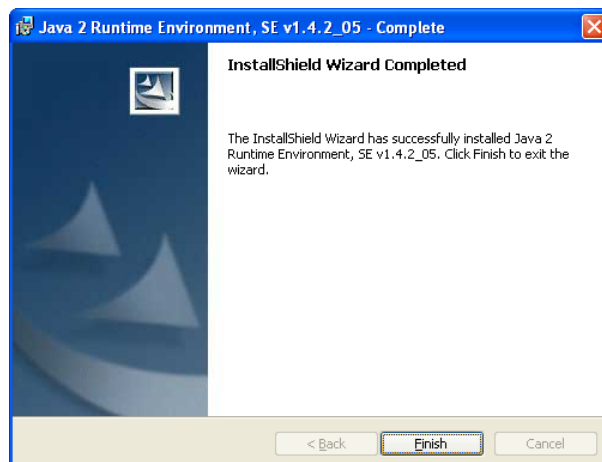 Java 2 Runtime Environment, SE v1.4.2_05 - Complete
InstallShield Wizard Completed
The InstallShield Wizard has successfully installed Java 2
Runtime Environment, SE v1.4.2_05. Click Finish to exit the
wizard.
< Back Finish Cancel